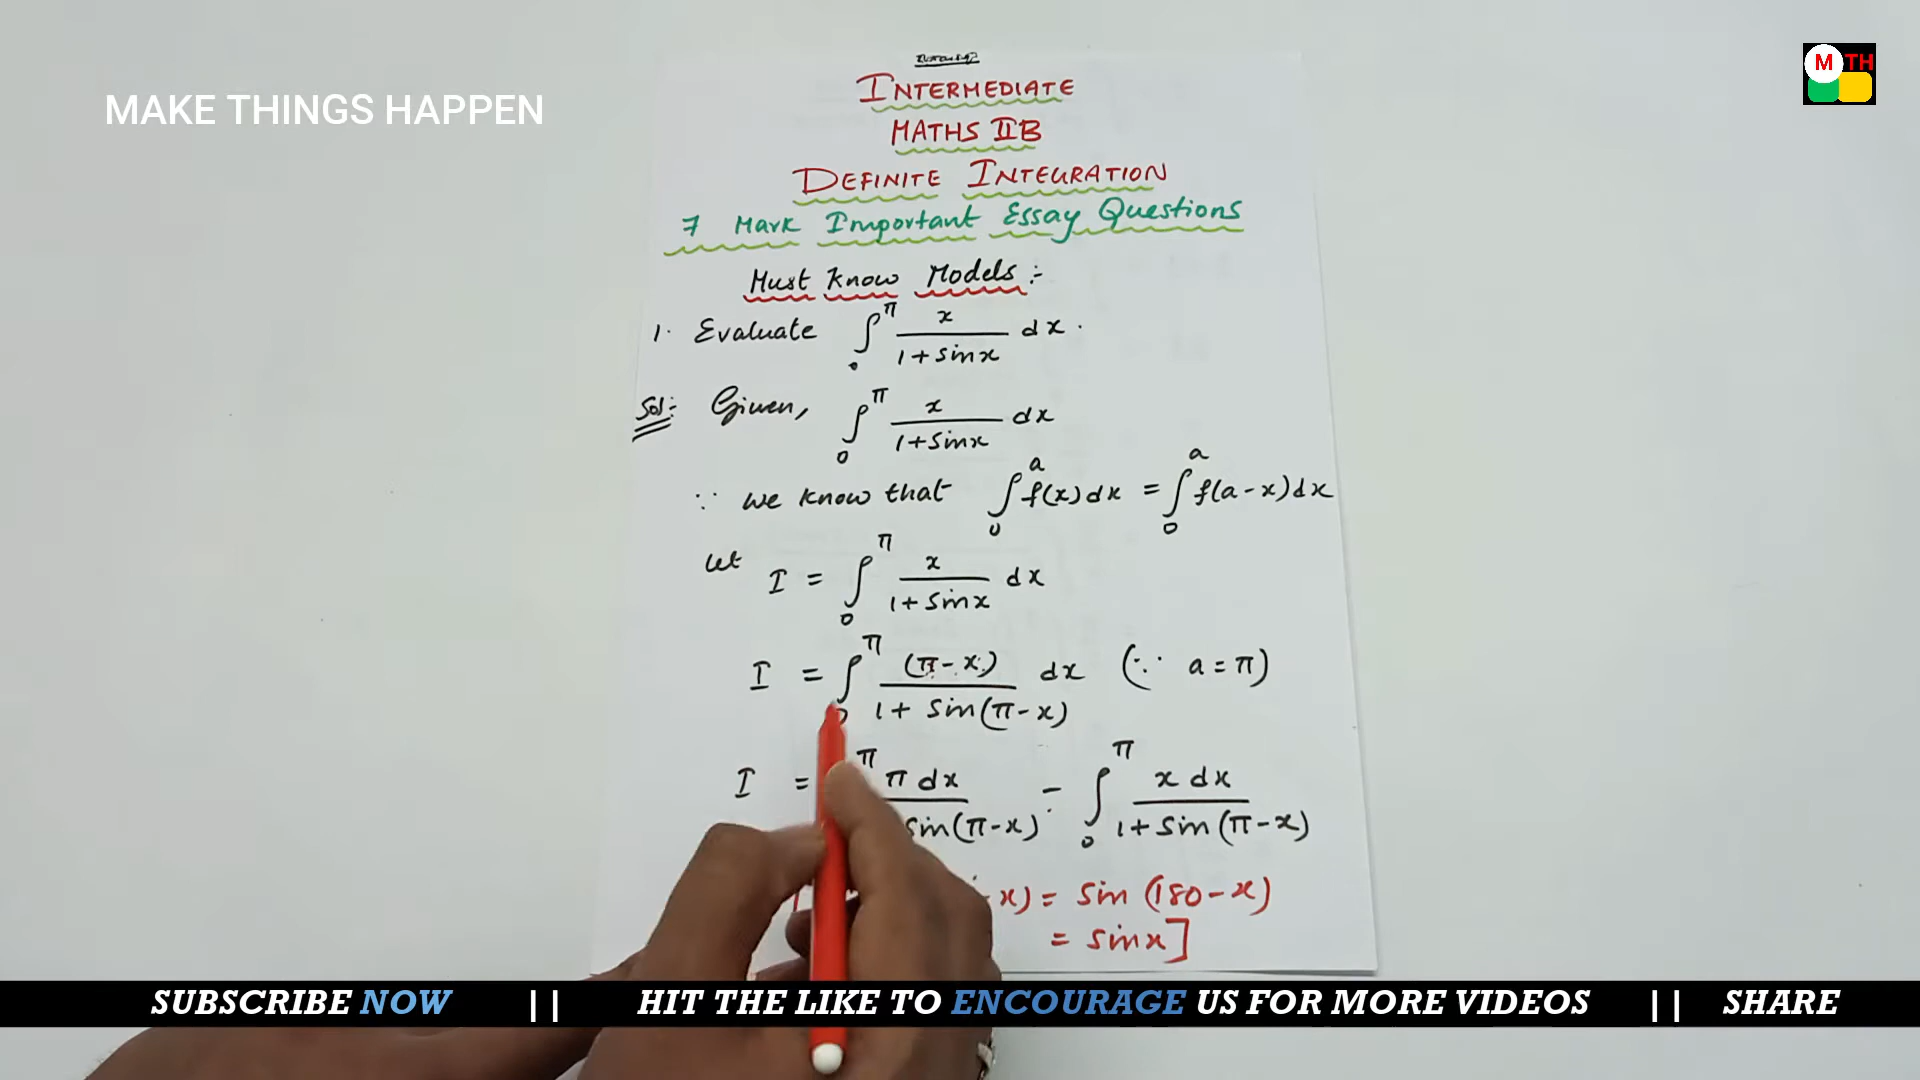 MAKE THINGS HAPPEN
M TH
INTERMEDIATE
MATHS IIB
DEFINITE INTEGRATION
7 Mark Important Essay Questions
Must Know Models :-
1. Evaluate ∫₀^π x/(1+sinx) dx.
Sol:- Given, ∫₀^π x/(1+sinx) dx
∵ we know that ∫₀^a f(x)dx = ∫₀^a f(a-x)dx
let I = ∫₀^π x/(1+sinx) dx
I = ∫₀^π (π-x)/(1+sin(π-x)) dx (∵ a=π)
I = π π dx / sin(π-x) - ∫₀^π x dx/(1+sin(π-x))
x) = sin(180-x)
= sinx]
SUBSCRIBE NOW || HIT THE LIKE TO ENCOURAGE US FOR MORE VIDEOS || SHARE